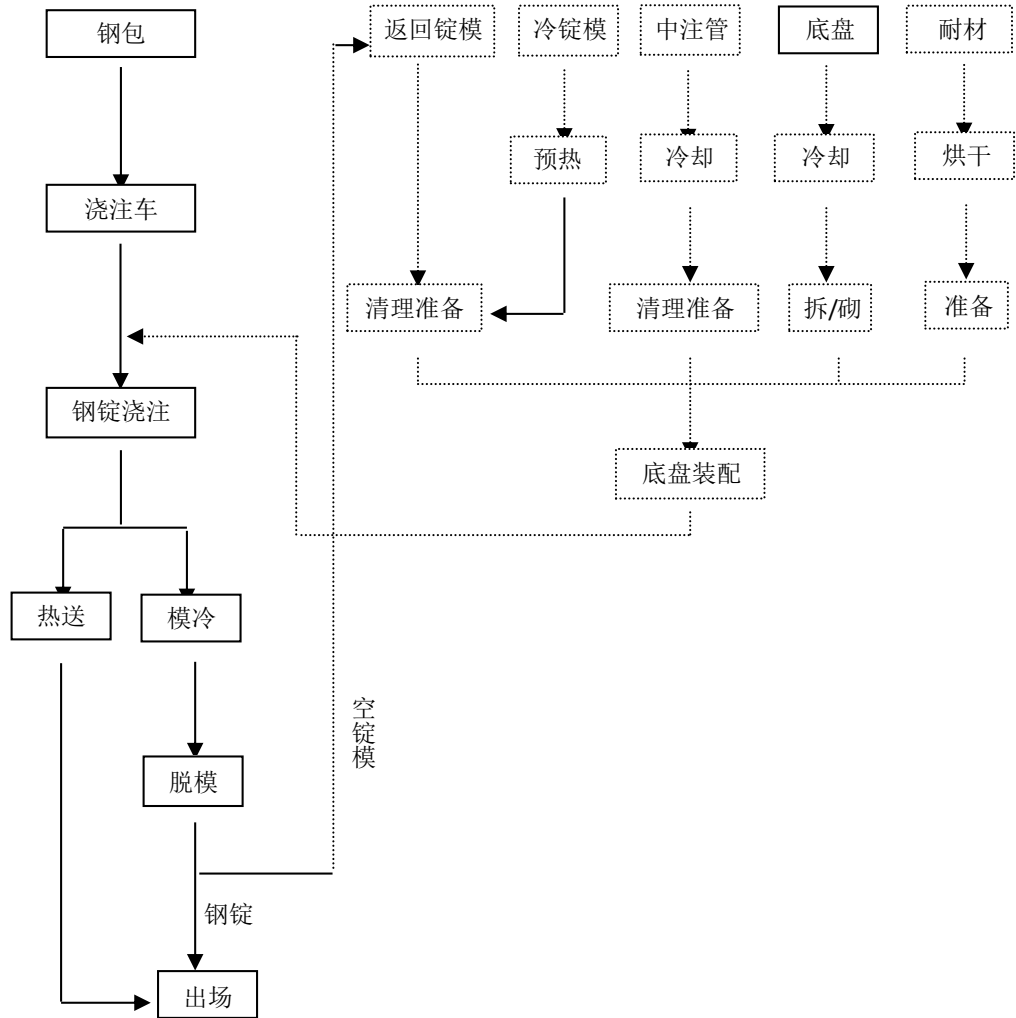 钢包
返回锭模
冷锭模
中注管
底盘
耐材
预热
冷却
冷却
烘干
浇注车
清理准备
清理准备
拆/砌
准备
钢锭浇注
底盘装配
热送
模冷
空锭模
脱模
钢锭
出场